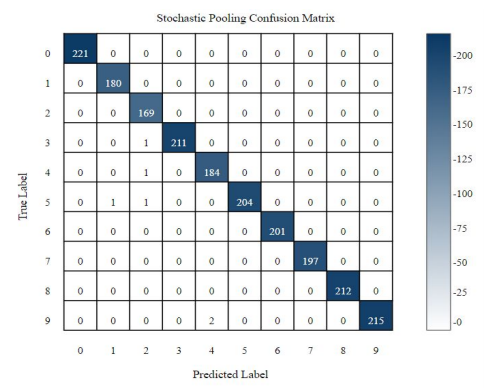 Stochastic Pooling Confusion Matrix
0 221 0 0 0 0 0 0 0 0 0
1 0 180 0 0 0 0 0 0 0 0
2 0 0 169 0 0 0 0 0 0 0
3 0 0 1 211 0 0 0 0 0 0
4 0 0 1 0 184 0 0 0 0 0
5 0 1 1 0 0 204 0 0 0 0
6 0 0 0 0 0 0 201 0 0 0
7 0 0 0 0 0 0 0 197 0 0
8 0 0 0 0 0 0 0 0 212 0
9 0 0 0 0 2 0 0 0 0 215
0 1 2 3 4 5 6 7 8 9
Predicted Label
True Label
-200
-175
-150
-125
-100
-75
-50
-25
-0